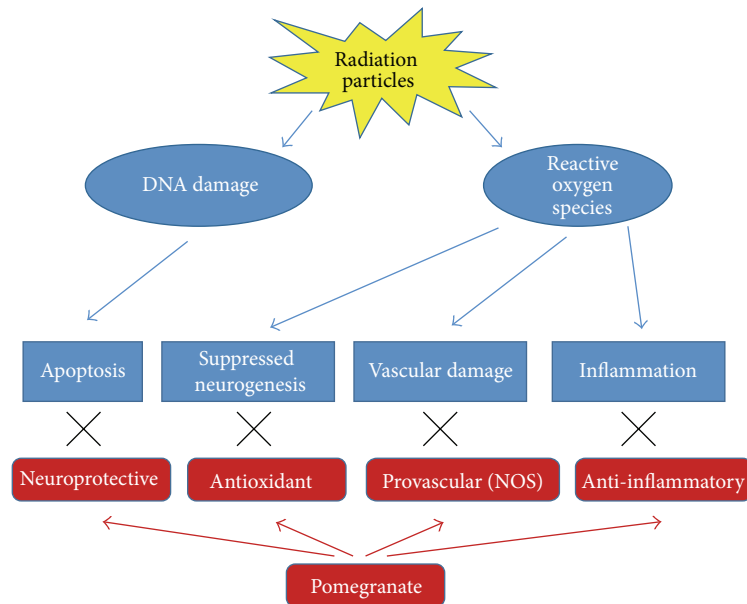 Radiation
particles
DNA damage
Reactive
oxygen
species
Apoptosis
Suppressed
neurogenesis
Vascular damage
Inflammation
Neuroprotective
Antioxidant
Provascular (NOS)
Anti-inflammatory
Pomegranate